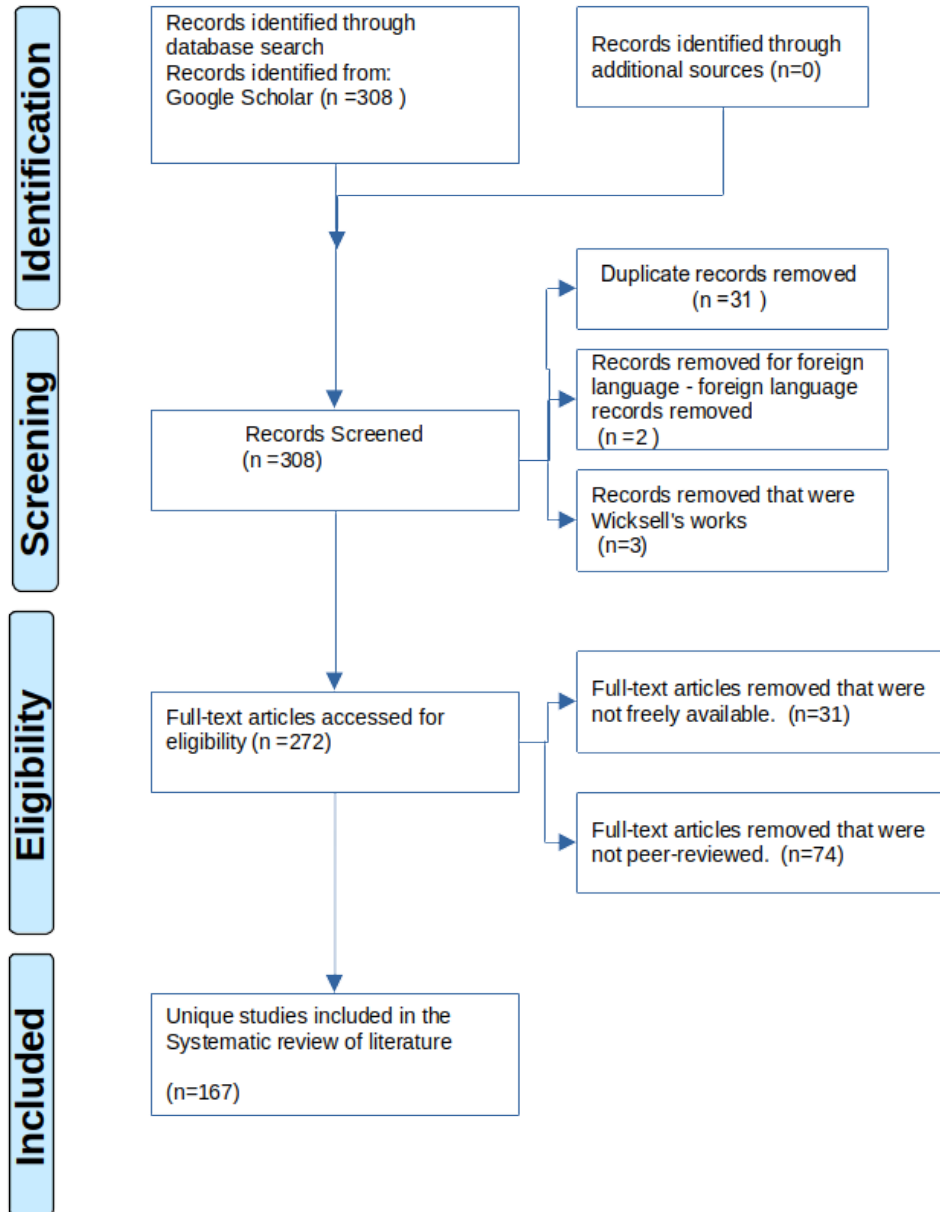 Identification
Records identified through
database search
Records identified from:
Google Scholar (n =308 )
Records identified through
additional sources (n=0)
Screening
Duplicate records removed
(n =31 )
Records removed for foreign
language - foreign language
records removed
(n =2 )
Records Screened
(n =308)
Records removed that were
Wicksell's works
(n=3)
Eligibility
Full-text articles accessed for
eligibility (n =272)
Full-text articles removed that were
not freely available.  (n=31)
Full-text articles removed that were
not peer-reviewed.  (n=74)
Included
Unique studies included in the
Systematic review of literature
(n=167)